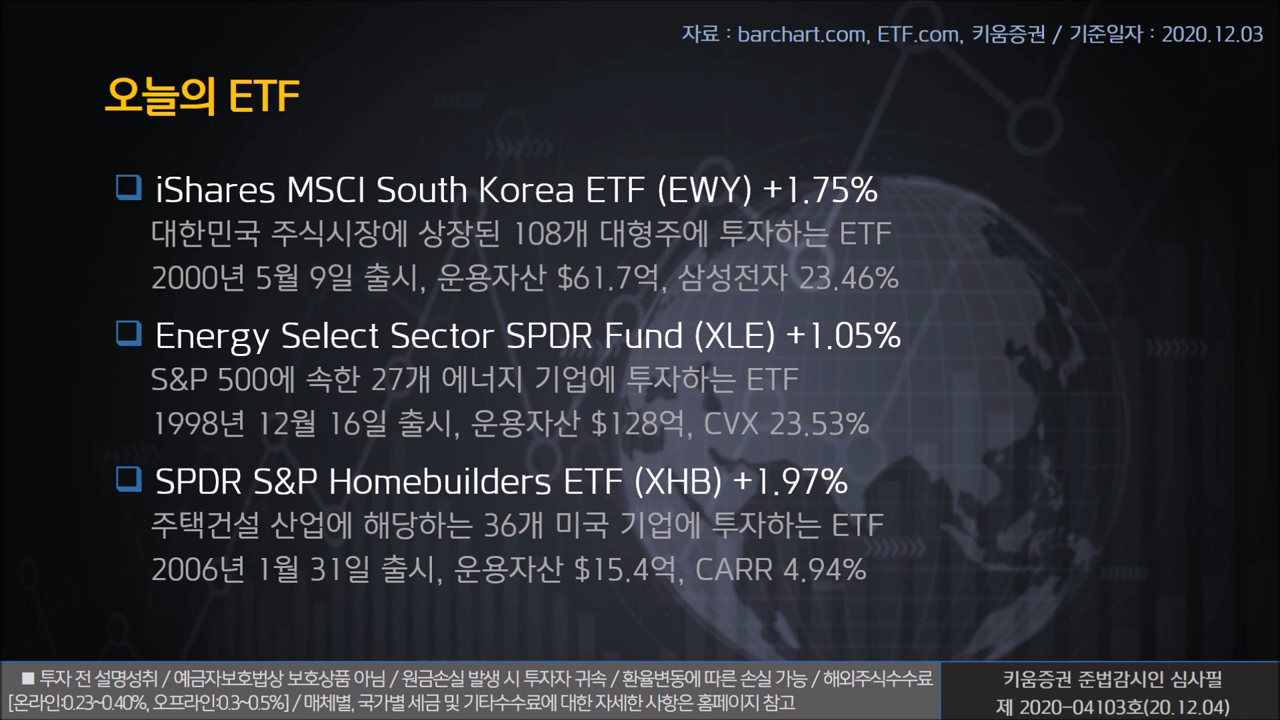 자료 : barchart.com, ETF.com, 키움증권 / 기준일자 : 2020.12.03
오늘의 ETF
❏ iShares MSCI South Korea ETF (EWY) +1.75%
대한민국 주식시장에 상장된 108개 대형주에 투자하는 ETF
2000년 5월 9일 출시, 운용자산 $61.7억, 삼성전자 23.46%
❏ Energy Select Sector SPDR Fund (XLE) +1.05%
S&P 500에 속한 27개 에너지 기업에 투자하는 ETF
1998년 12월 16일 출시, 운용자산 $128억, CVX 23.53%
❏ SPDR S&P Homebuilders ETF (XHB) +1.97%
주택건설 산업에 해당하는 36개 미국 기업에 투자하는 ETF
2006년 1월 31일 출시, 운용자산 $15.4억, CARR 4.94%
■ 투자 전 설명성취 / 예금자보호법상 보호상품 아님 / 원금손실 발생 시 투자자 귀속 / 환율변동에 따른 손실 가능 / 해외주식수수료
[온라인:0.23~0.40%, 오프라인:0.3~0.5%] / 매체별, 국가별 세금 및 기타수수료에 대한 자세한 사항은 홈페이지 참고
키움증권 준법감시인 심사필
제 2020-04103호(20.12.04)